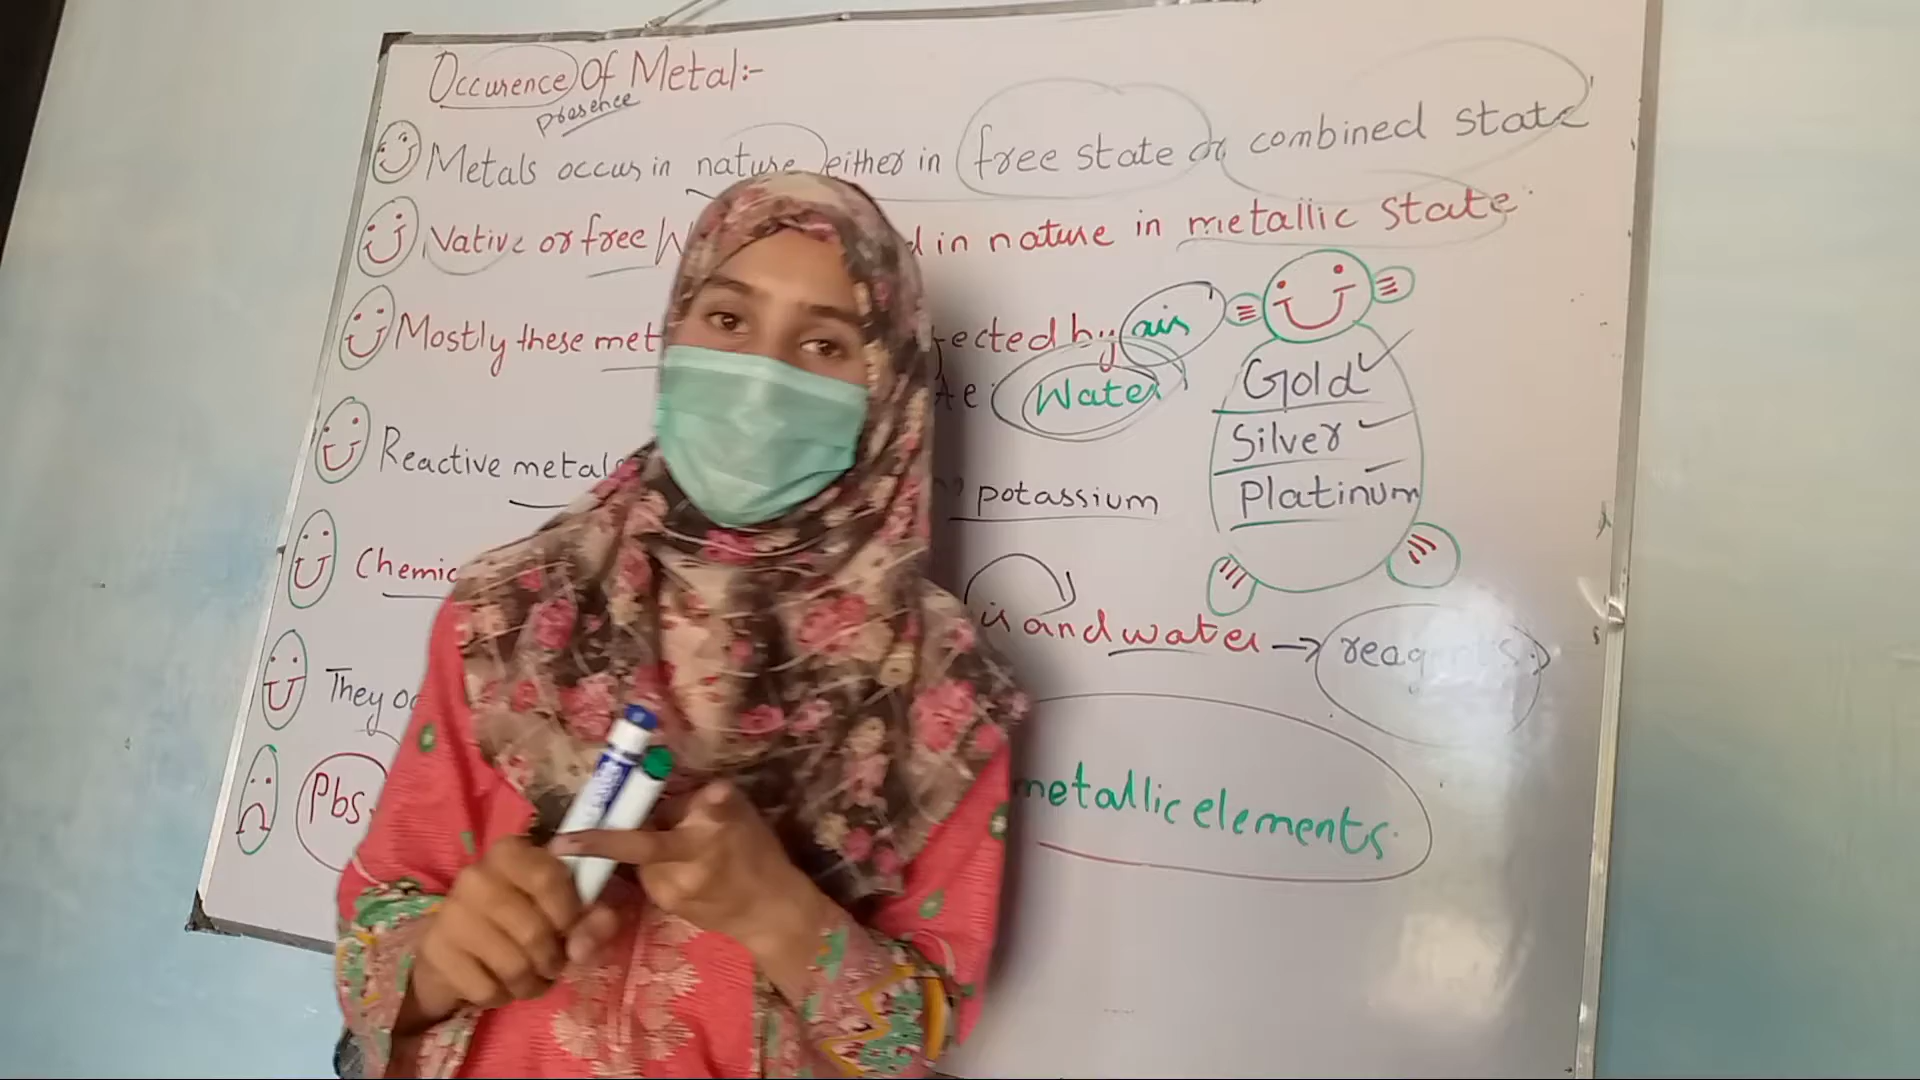 Occurence Of Metal:-
presence
Metals occurs in nature either in free state or combined state
Native or free in nature in metallic state.
Mostly these met ected by air
Water
Gold
Silver
Platinum
Reactive metals potassium
Chemic and water → reagents.
They oc
Pbs
metallic elements.